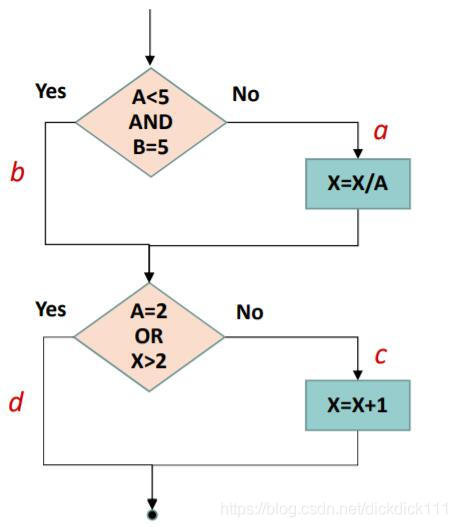 Yes
A<5
AND
B=5
No
a
b
X=X/A
Yes
A=2
OR
X>2
No
c
d
X=X+1
https://blog.csdn.net/dickdick111